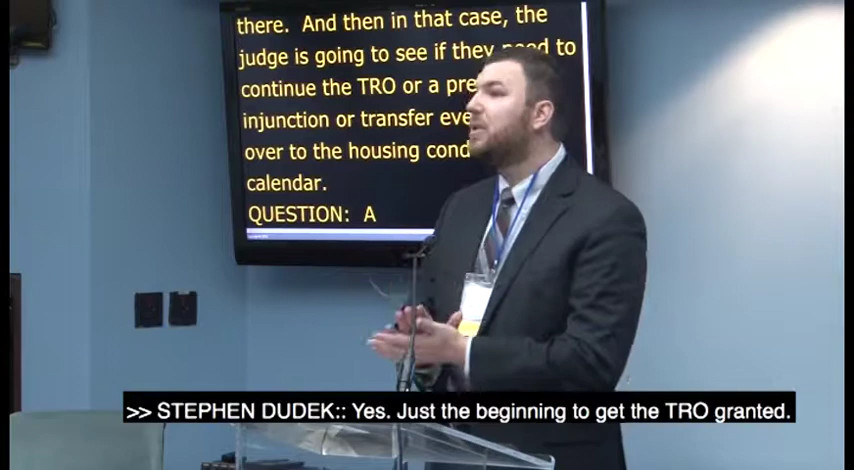 there. And then in that case, the
judge is going to see if they need to
continue the TRO or a
injunction or transfer
over to the housing
calendar.
QUESTION: A
>> STEPHEN DUDEK:: Yes. Just the beginning to get the TRO granted.